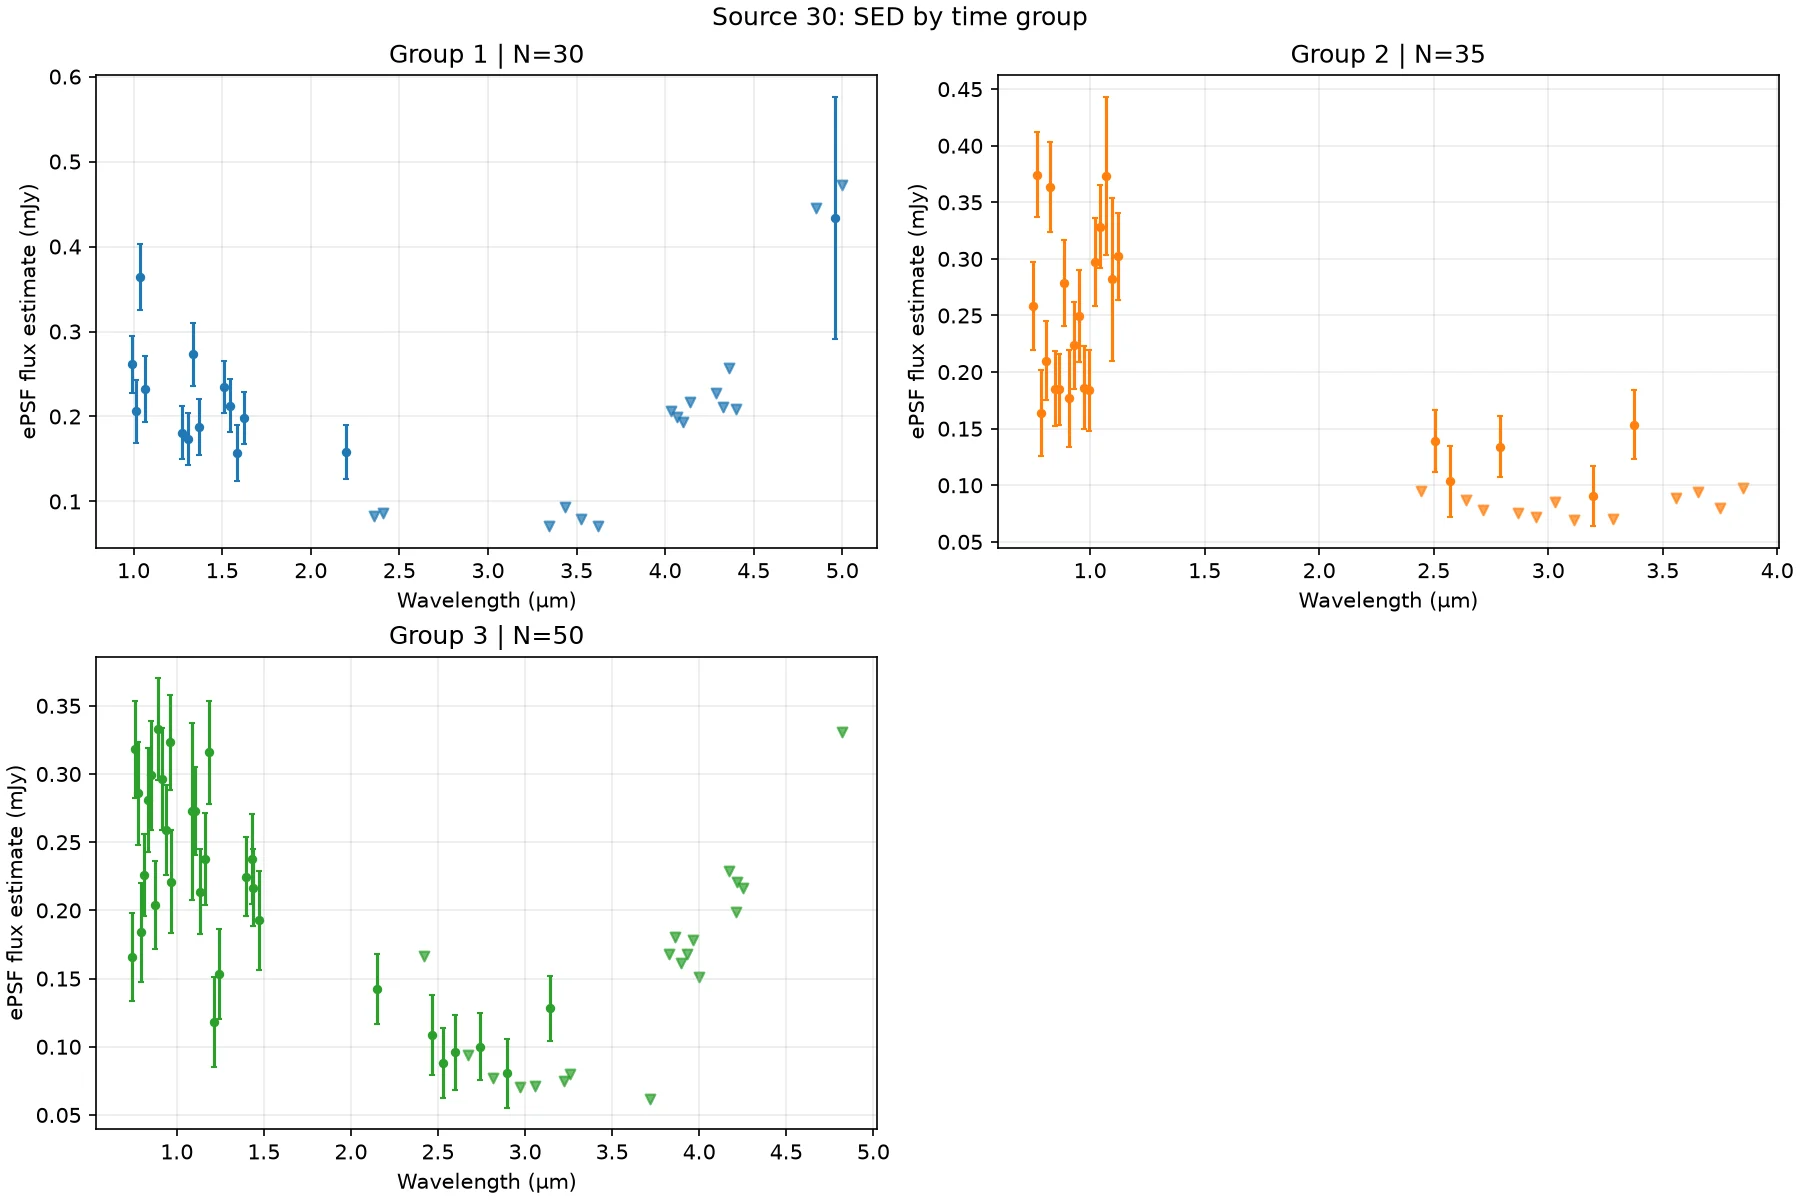 Source 30: SED by time group
Group 1 | N=30
0.6
0.5
0.4
0.3
0.2
0.1
ePSF flux estimate (mJy)
1.0 1.5 2.0 2.5 3.0 3.5 4.0 4.5 5.0
Wavelength (μm)
Group 2 | N=35
0.45
0.40
0.35
0.30
0.25
0.20
0.15
0.10
0.05
ePSF flux estimate (mJy)
1.0 1.5 2.0 2.5 3.0 3.5 4.0
Wavelength (μm)
Group 3 | N=50
0.35
0.30
0.25
0.20
0.15
0.10
0.05
ePSF flux estimate (mJy)
1.0 1.5 2.0 2.5 3.0 3.5 4.0 4.5 5.0
Wavelength (μm)